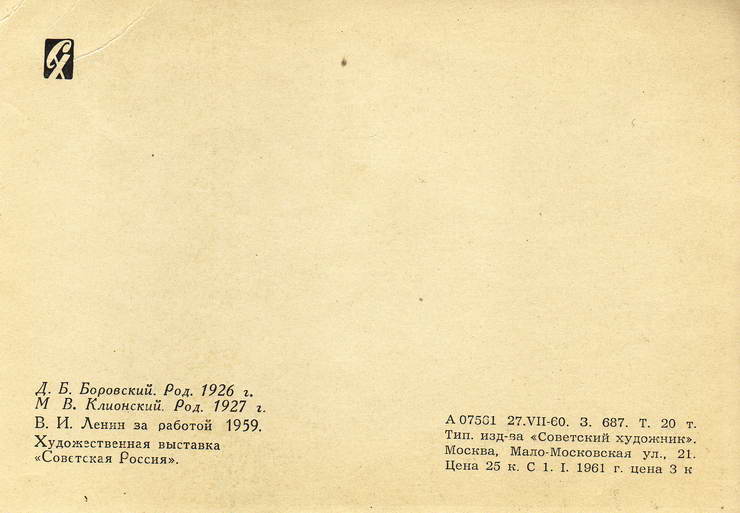 СХ
Д. Б. Боровский. Род. 1926 г.
М В. Клионский. Род. 1927 г.
В. И. Ленин за работой 1959.
Художественная выставка
«Советская Россия».
А 07561 27.VII-60. З. 687. Т. 20 т.
Тип. изд-ва «Советский художник».
Москва, Мало-Московская ул., 21.
Цена 25 к. С 1. I. 1961 г. цена 3 к